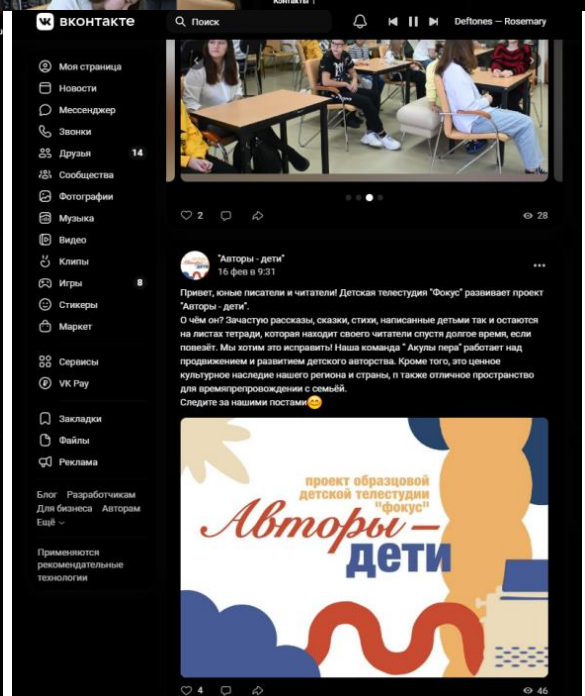 Контакты
вконтакте
Поиск
Deftones — Rosemary
Моя страница
Новости
Мессенджер
Звонки
Друзья 14
Сообщества
Фотографии
Музыка
Видео
Клипы
Игры 8
Стикеры
Маркет
Сервисы
VK Pay
Закладки
Файлы
Реклама
Блог Разработчикам
Для бизнеса Авторам
Ещё
Применяются
рекомендательные
технологии
2
28
"Авторы - дети"
16 фев в 9:31
Привет, юные писатели и читатели! Детская телестудия "Фокус" развивает проект
"Авторы - дети".
О чём он? Зачастую рассказы, сказки, стихи, написанные детьми так и остаются
на листах тетради, которая находит своего читатели спустя долгое время, если
повезёт. Мы хотим это исправить! Наша команда " Акулы пера" работает над
продвижением и развитием детского авторства. Кроме того, это ценное
культурное наследие нашего региона и страны, п также отличное пространство
для времяпрепровождении с семьёй.
Следите за нашими постами😊
проект образцовой
детской телестудии
"фокус"
Авторы –
дети
4
46